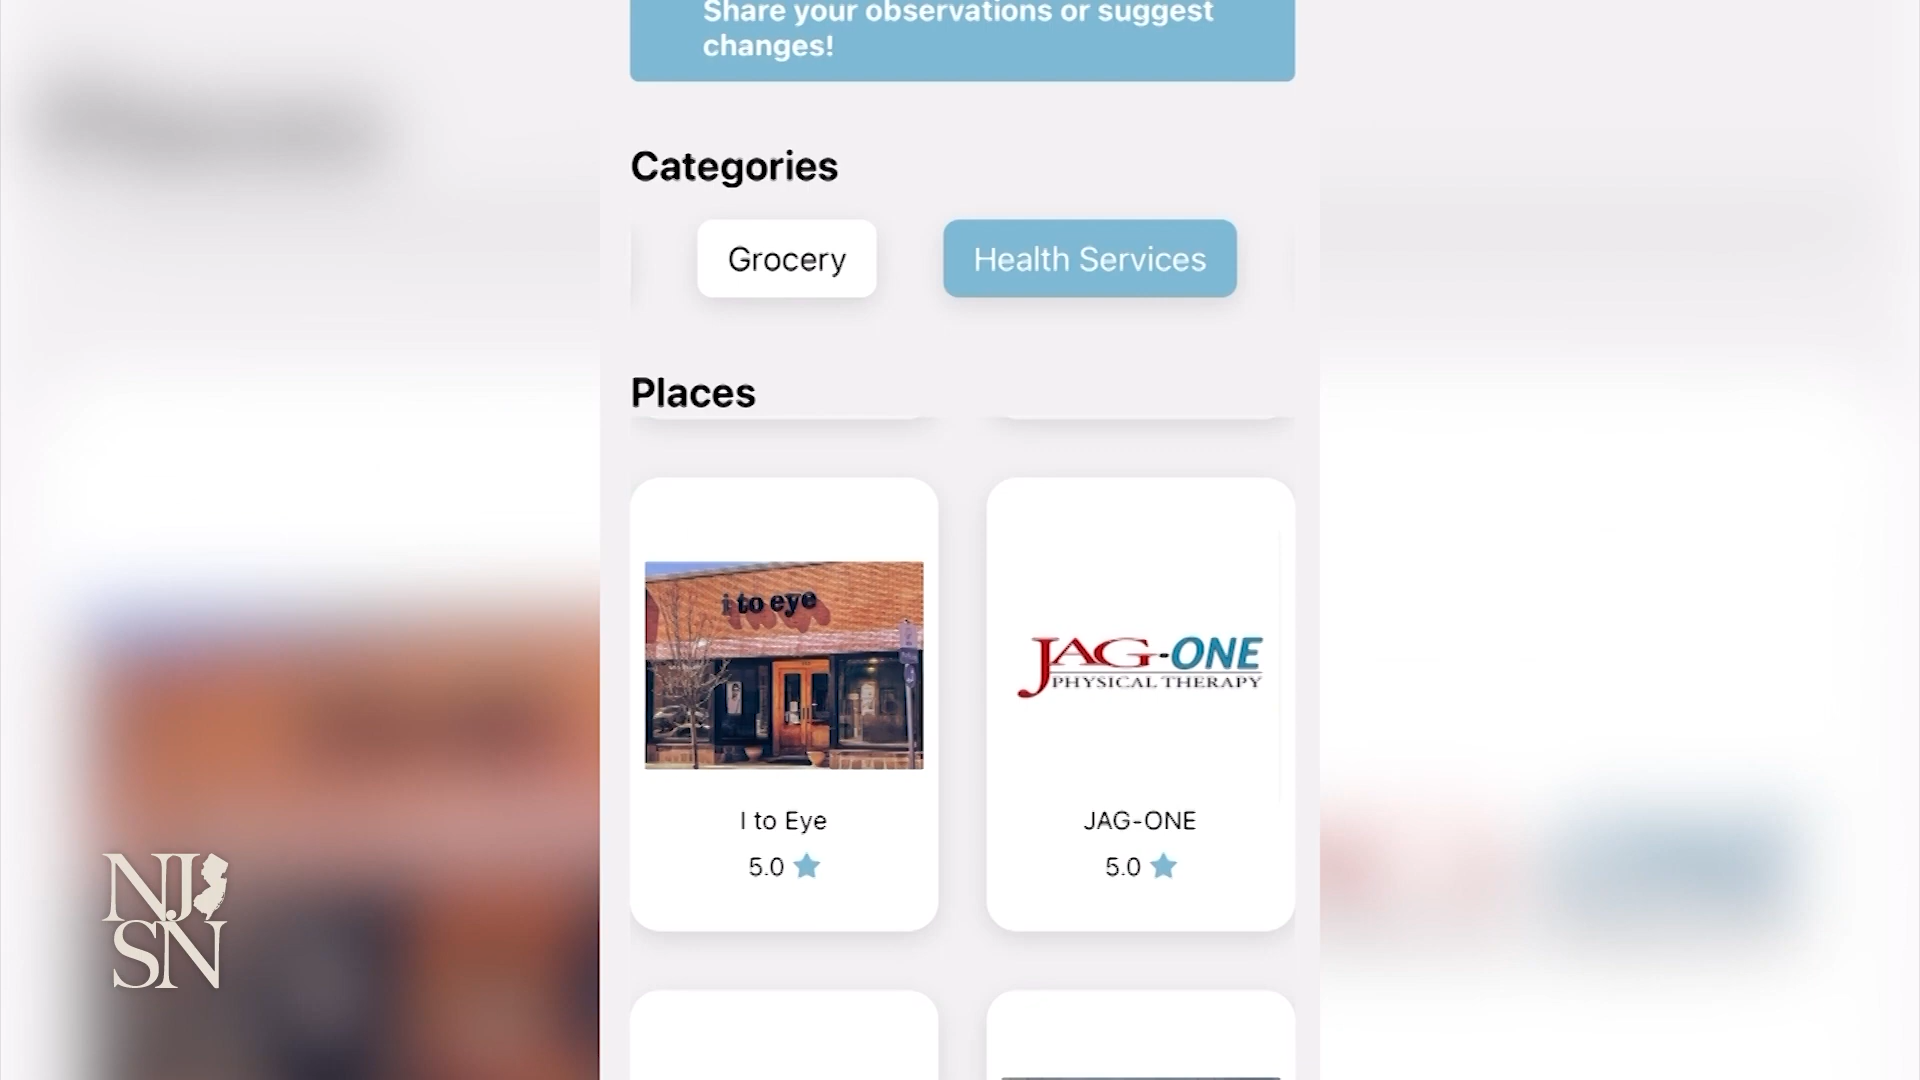 Share your observations or suggest
changes!
Categories
Grocery
Health Services
Places
i to eye
JAG-ONE
PHYSICAL THERAPY
I to Eye
JAG-ONE
5.0
5.0
NJ
SN